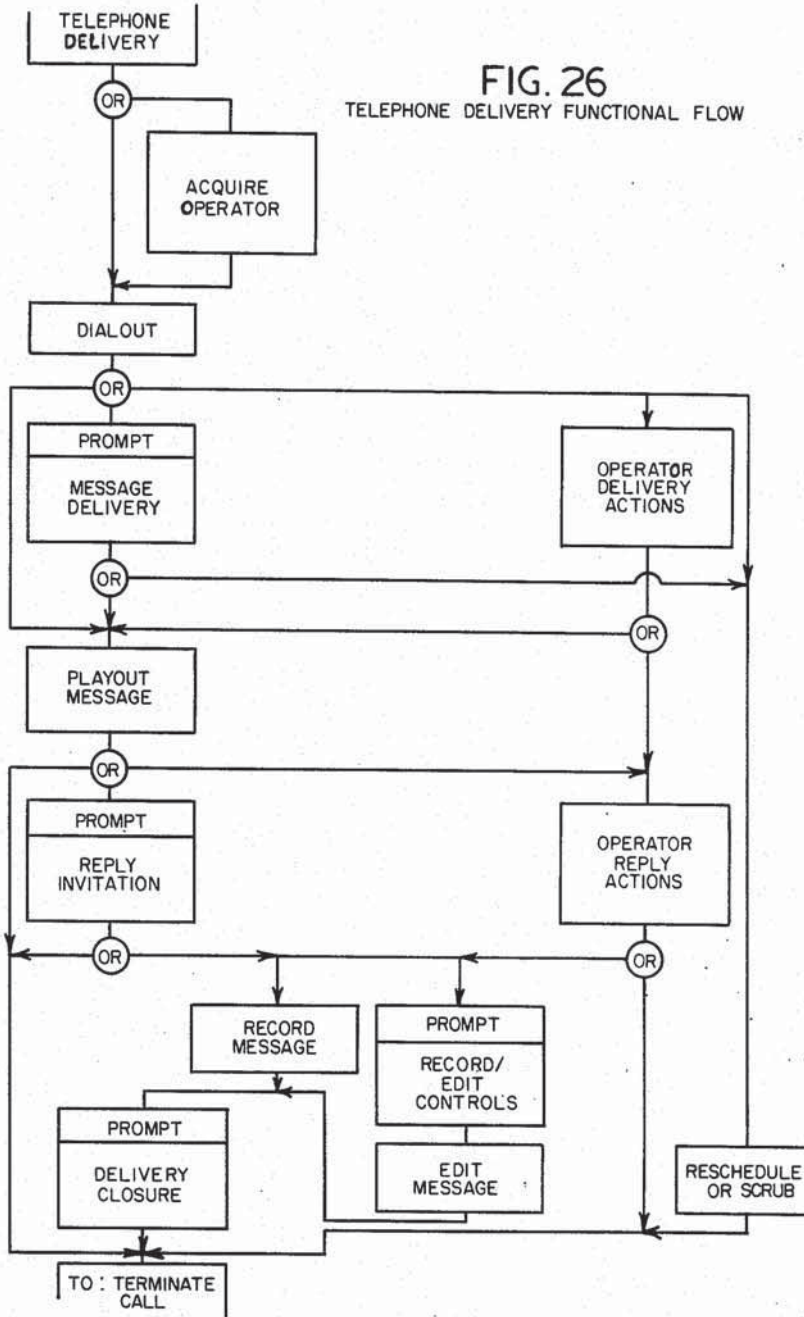 TELEPHONE
DELIVERY
FIG. 26
TELEPHONE DELIVERY FUNCTIONAL FLOW
OR
ACQUIRE
OPERATOR
DIALOUT
OR
PROMPT
MESSAGE
DELIVERY
OPERATOR
DELIVERY
ACTIONS
OR
OR
PLAYOUT
MESSAGE
OR
PROMPT
REPLY
INVITATION
OPERATOR
REPLY
ACTIONS
OR
OR
RECORD
MESSAGE
PROMPT
RECORD/
EDIT
CONTROLS
PROMPT
DELIVERY
CLOSURE
EDIT
MESSAGE
RESCHEDULE
OR SCRUB
TO : TERMINATE
CALL